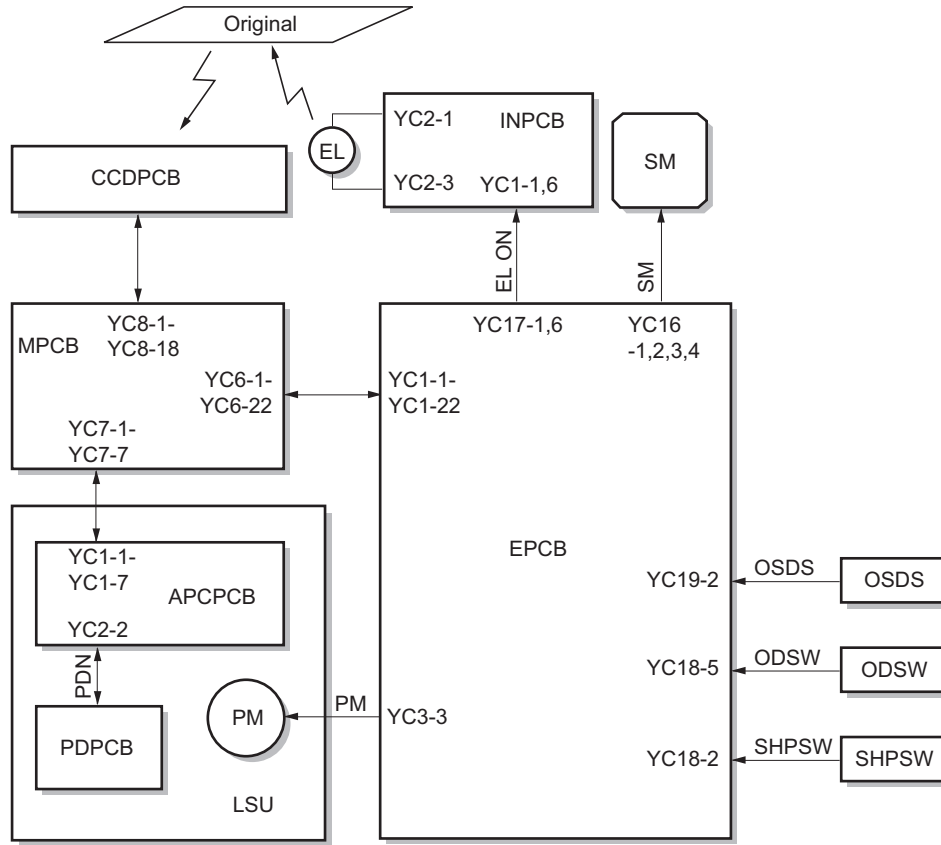 Original
YC2-1
INPCB
EL
SM
CCDPCB
YC2-3
YC1-1,6
EL ON
SM
YC8-1-
YC8-18
MPCB
YC17-1,6
YC16
-1,2,3,4
YC6-1-
YC6-22
YC1-1-
YC1-22
YC7-1-
YC7-7
EPCB
YC1-1-
YC1-7
APCPCB
YC2-2
YC19-2
OSDS
OSDS
PDN
YC18-5
ODSW
ODSW
PM
PM
YC3-3
PDPCB
YC18-2
SHPSW
SHPSW
LSU